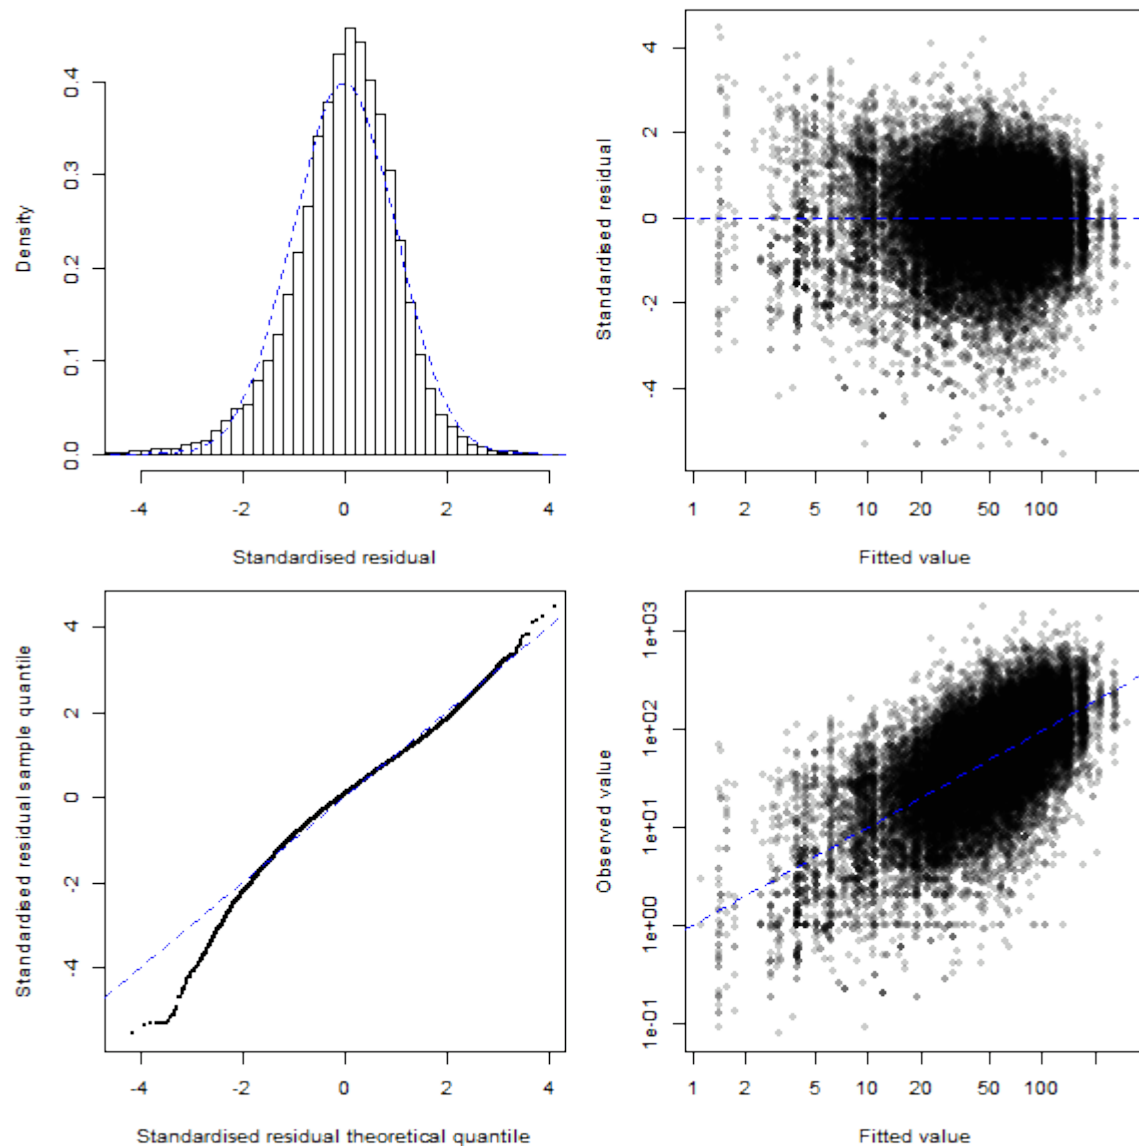 0.4
0.3
0.2
0.1
0.0
Density
-4 -2 0 2 4
Standardised residual
4
2
0
-2
-4
Standardised residual
1 2 5 10 20 50 100
Fitted value
4
2
0
-2
-4
Standardised residual sample quantile
-4 -2 0 2 4
Standardised residual theoretical quantile
1e+03
1e+02
1e+01
1e+00
1e-01
Observed value
1 2 5 10 20 50 100
Fitted value